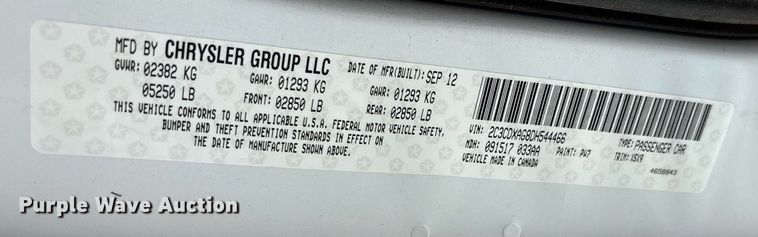 MFD BY CHRYSLER GROUP LLC DATE OF MFR(BUILT): SEP 12
GVWR: 02382 KG GAWR: 01293 KG GAWR: 01293 KG
05250 LB FRONT: 02850 LB REAR: 02850 LB
THIS VEHICLE CONFORMS TO ALL APPLICABLE U.S.A. FEDERAL MOTOR VEHICLE SAFETY,
BUMPER AND THEFT PREVENTION STANDARDS IN EFFECT ON
THE DATE OF MANUFACTURE SHOWN ABOVE.
VIN: 2C3CDXAG8DH544466 TYPE: PASSENGER CAR
MDH: 091517 033AA PAINT: PW7 TRIM: X5X9
VEHICLE MADE IN CANADA 4658843
Purple Wave Auction